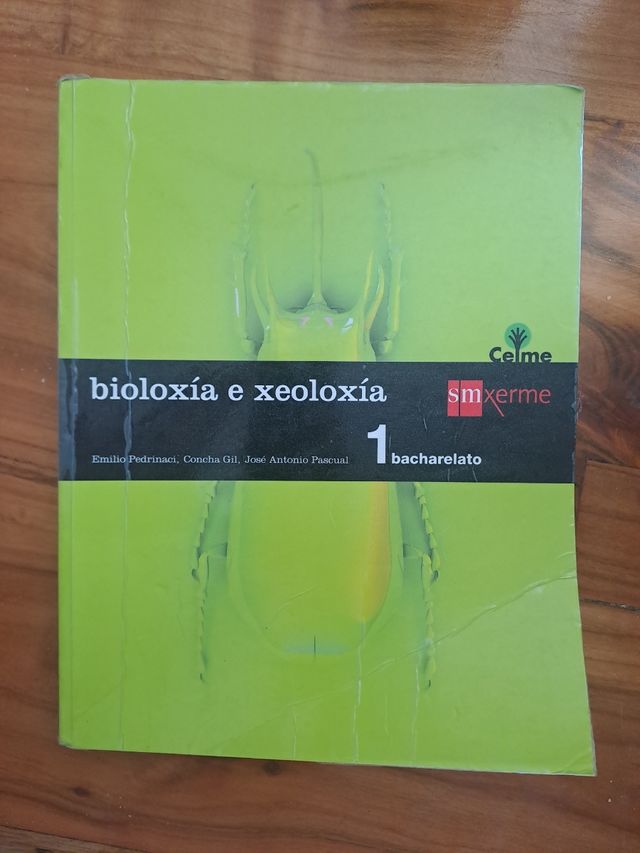 Celme
bioloxía e xeoloxía
smxerme
Emilio Pedrinaci, Concha Gil, José Antonio Pascual
1 bacharelato